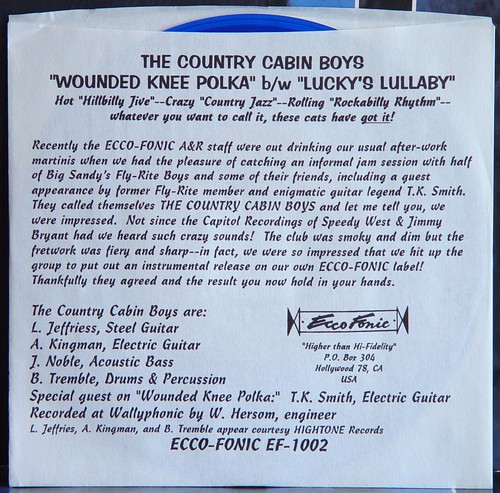 THE COUNTRY CABIN BOYS
"WOUNDED KNEE POLKA" b/w "LUCKY'S LULLABY"
Hot "Hillbilly Jive"--Crazy "Country Jazz"--Rolling "Rockabilly Rhythm"--
whatever you want to call it, these cats have got it!
Recently the ECCO-FONIC A&R staff were out drinking our usual after-work
martinis when we had the pleasure of catching an informal jam session with half
of Big Sandy's Fly-Rite Boys and some of their friends, including a guest
appearance by former Fly-Rite member and enigmatic guitar legend T.K. Smith.
They called themselves THE COUNTRY CABIN BOYS and let me tell you, we
were impressed. Not since the Capitol Recordings of Speedy West & Jimmy
Bryant had we heard such crazy sounds! The club was smoky and dim but the
fretwork was fiery and sharp--in fact, we were so impressed that we hit up the
group to put out an instrumental release on our own ECCO-FONIC label!
Thankfully they agreed and the result you now hold in your hands.
The Country Cabin Boys are:
L. Jeffriess, Steel Guitar
A. Kingman, Electric Guitar
J. Noble, Acoustic Bass
B. Tremble, Drums & Percussion
Ecco-Fonic
"Higher than Hi-Fidelity"
P.O. Box 304
Hollywood 78, CA
USA
Special guest on "Wounded Knee Polka:" T.K. Smith, Electric Guitar
Recorded at Wallyphonic by W. Hersom, engineer
L. Jeffries, A. Kingman, and B. Tremble appear courtesy HIGHTONE Records
ECCO-FONIC EF-1002